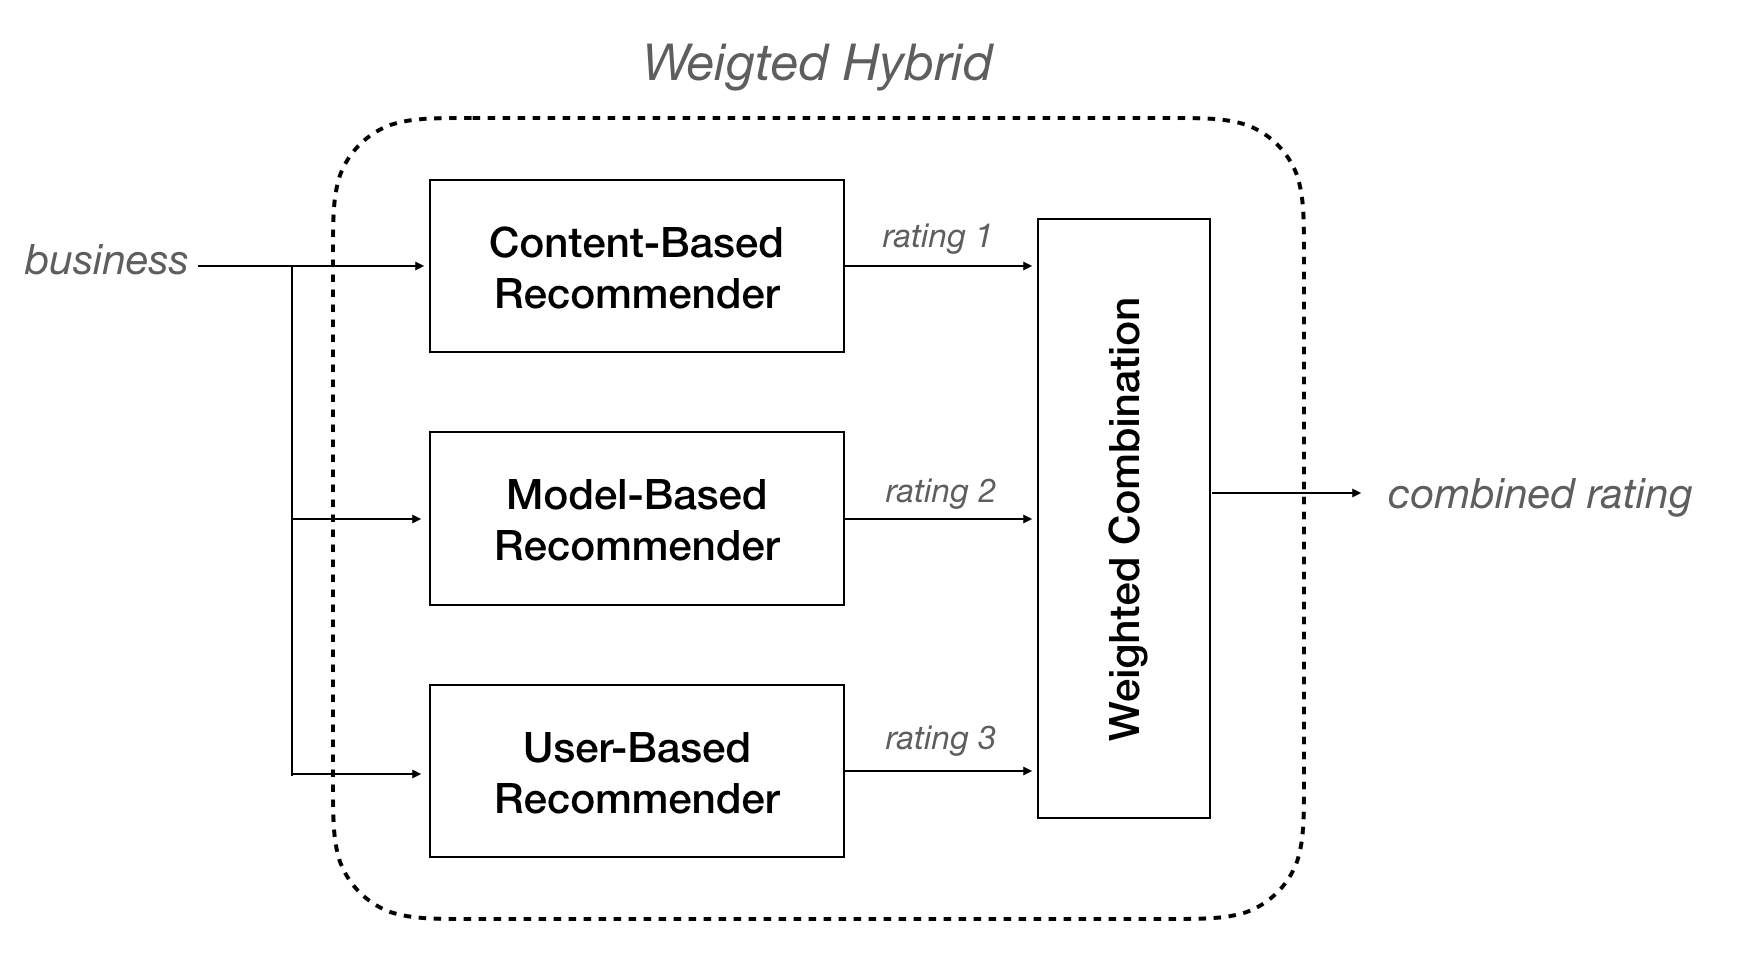 Weigted Hybrid
business
Content-Based
Recommender
rating 1
Model-Based
Recommender
rating 2
User-Based
Recommender
rating 3
Weighted Combination
combined rating